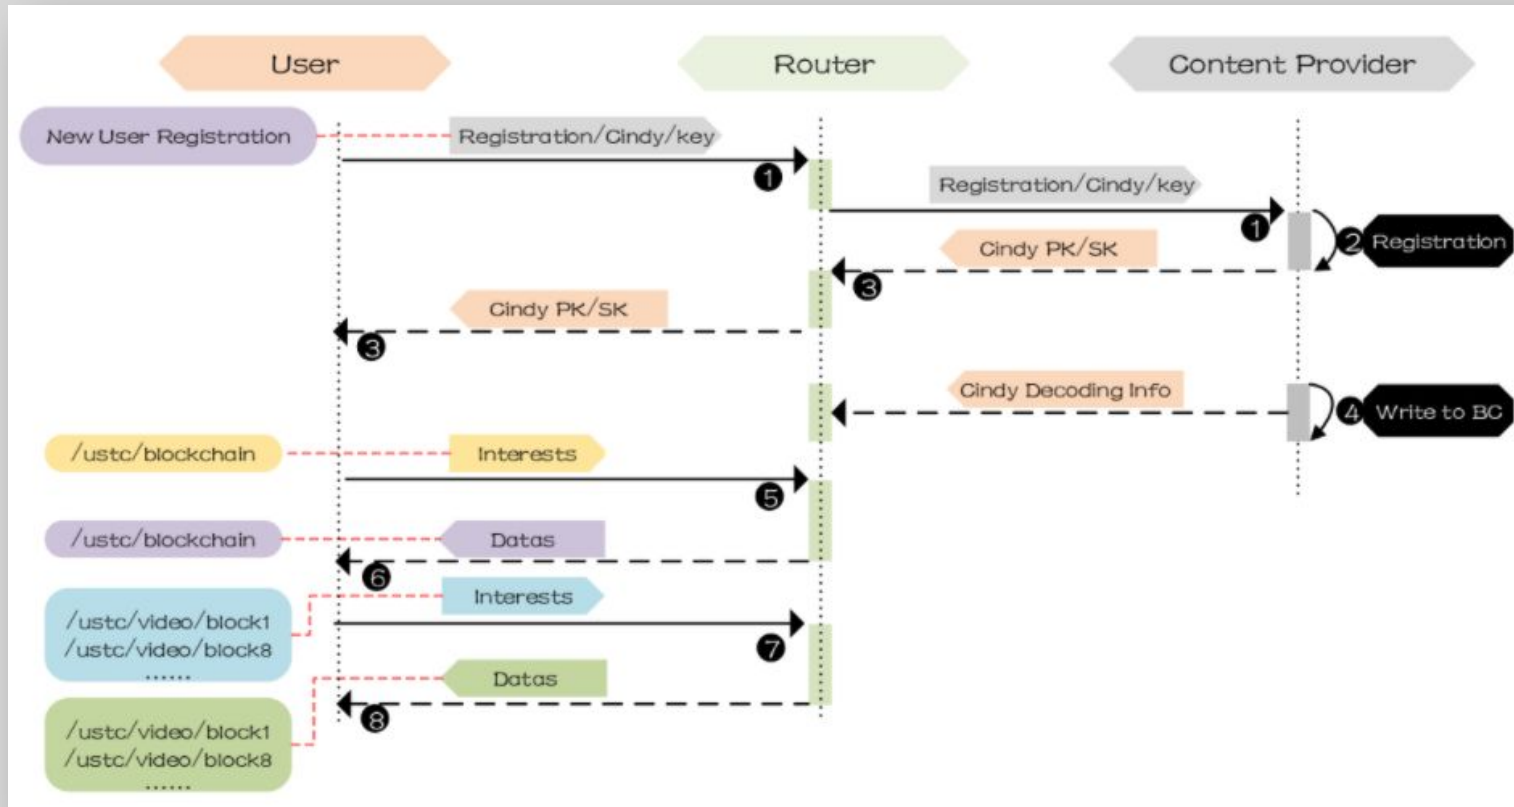 User
Router
Content Provider
New User Registration
Registration/Cindy/key
1
Registration/Cindy/key
1
2
Registration
Cindy PK/SK
3
Cindy PK/SK
3
Cindy Decoding Info
4
Write to BC
/ustc/blockchain
Interests
5
/ustc/blockchain
Datas
6
Interests
/ustc/video/block1
/ustc/video/block8
......
7
Datas
8
/ustc/video/block1
/ustc/video/block8
......